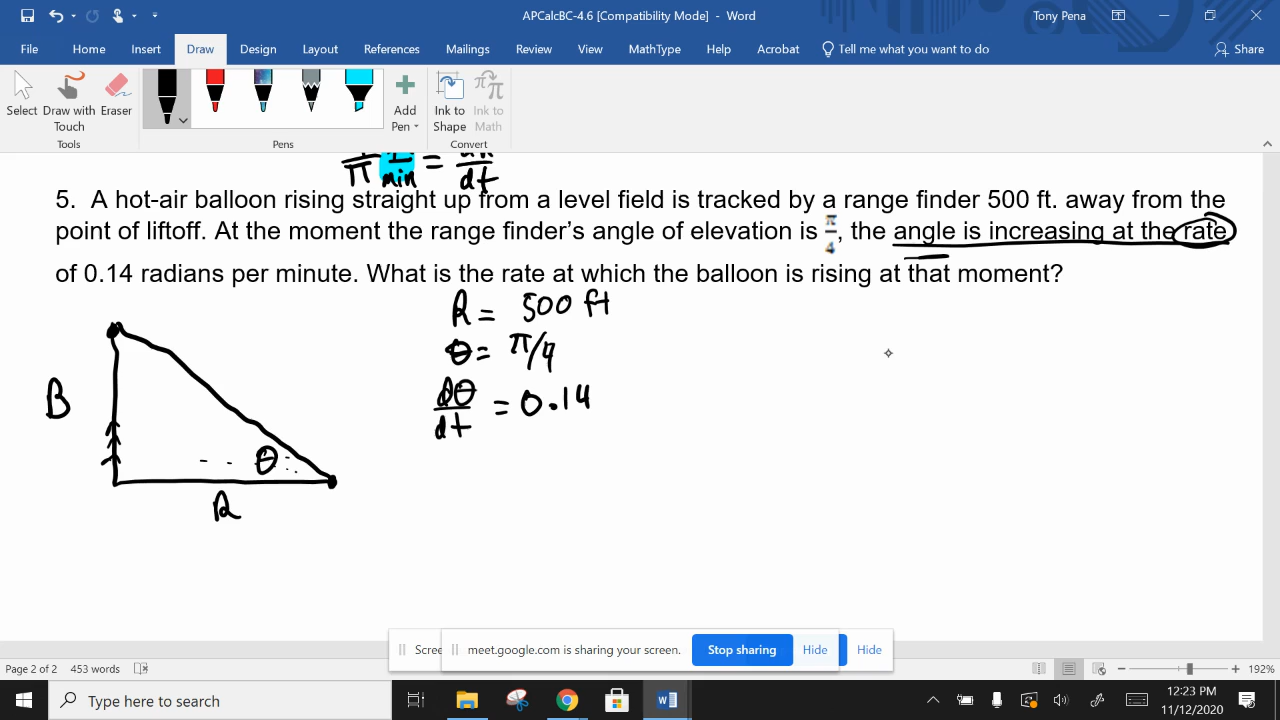 APCalcBC-4.6 [Compatibility Mode] - Word
Tony Pena
File Home Insert Draw Design Layout References Mailings Review View MathType Help Acrobat Tell me what you want to do Share
Select Draw with Touch Eraser Add Pen Ink to Shape Ink to Math
Tools Pens Convert
π min = dt
5. A hot-air balloon rising straight up from a level field is tracked by a range finder 500 ft. away from the
point of liftoff. At the moment the range finder's angle of elevation is π/4, the angle is increasing at the rate
of 0.14 radians per minute. What is the rate at which the balloon is rising at that moment?
R = 500 ft
θ = π/4
dθ/dt = 0.14
B
θ
R
Scree
meet.google.com is sharing your screen. Stop sharing Hide Hide
Page 2 of 2 453 words 192%
Type here to search
12:23 PM
11/12/2020